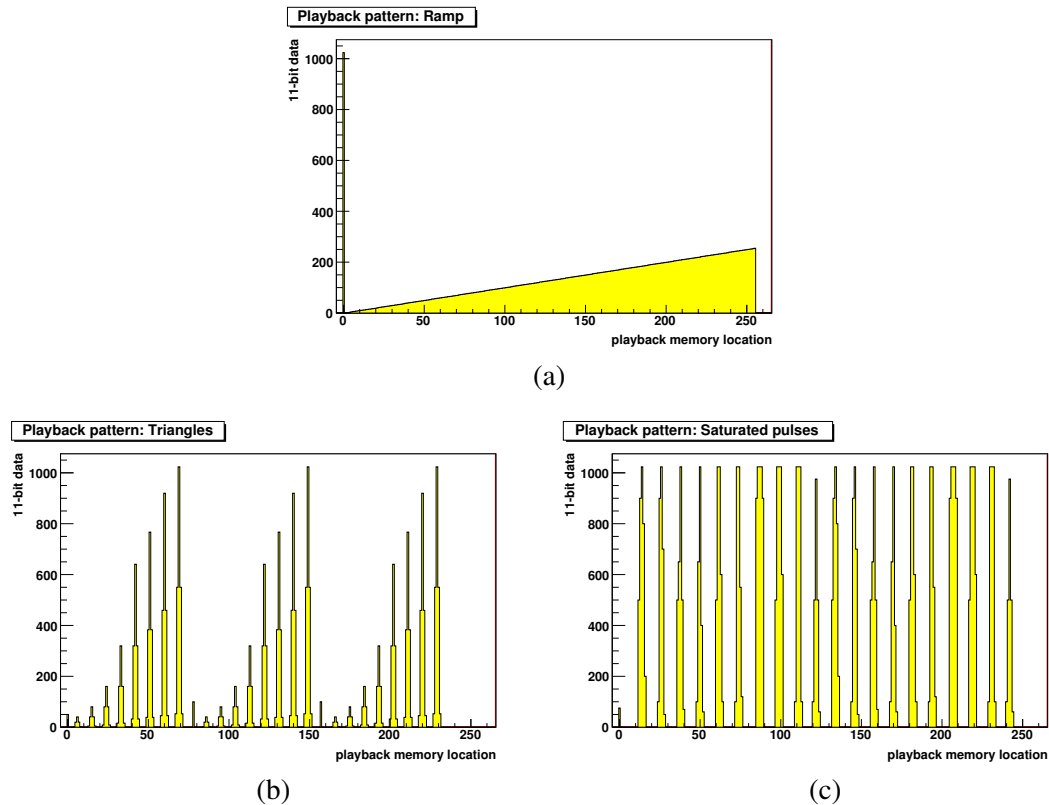 Playback pattern: Ramp
11-bit data
1000
800
600
400
200
0
0 50 100 150 200 250
playback memory location
(a)
Playback pattern: Triangles
11-bit data
1000
800
600
400
200
0
0 50 100 150 200 250
playback memory location
(b)
Playback pattern: Saturated pulses
11-bit data
1000
800
600
400
200
0
0 50 100 150 200 250
playback memory location
(c)